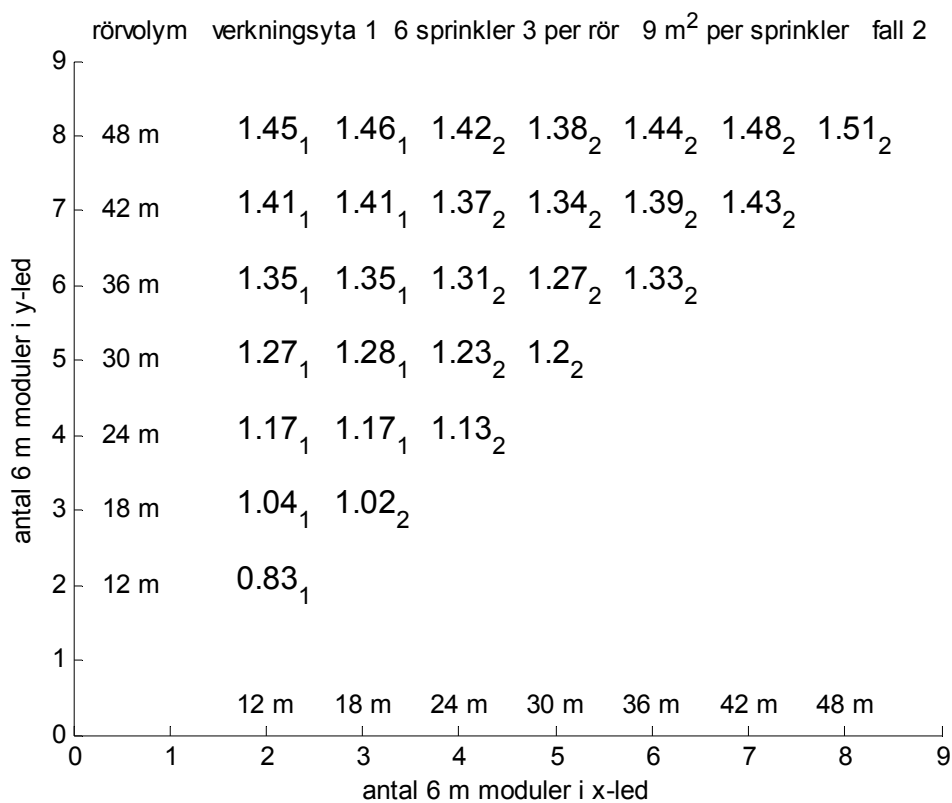 rörvolym verkningsyta 1 6 sprinkler 3 per rör 9 m² per sprinkler fall 2
9
8 48 m 1.45₁ 1.46₁ 1.42₂ 1.38₂ 1.44₂ 1.48₂ 1.51₂
7 42 m 1.41₁ 1.41₁ 1.37₂ 1.34₂ 1.39₂ 1.43₂
6 36 m 1.35₁ 1.35₁ 1.31₂ 1.27₂ 1.33₂
5 30 m 1.27₁ 1.28₁ 1.23₂ 1.2₂
4 24 m 1.17₁ 1.17₁ 1.13₂
3 18 m 1.04₁ 1.02₂
2 12 m 0.83₁
1
12 m 18 m 24 m 30 m 36 m 42 m 48 m
0
0 1 2 3 4 5 6 7 8 9
antal 6 m moduler i x-led
antal 6 m moduler i y-led